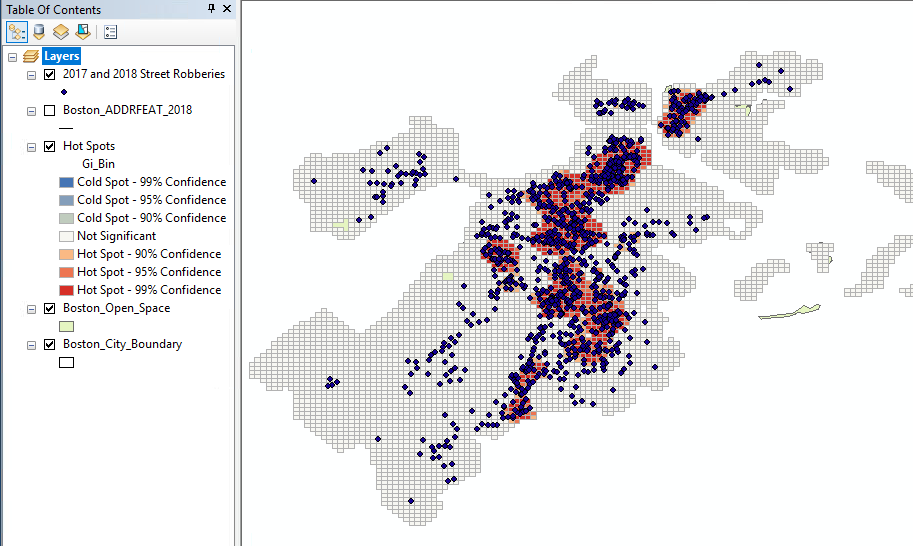 Table Of Contents
Layers
2017 and 2018 Street Robberies
Boston_ADDRFEAT_2018
Hot Spots
Gi_Bin
Cold Spot - 99% Confidence
Cold Spot - 95% Confidence
Cold Spot - 90% Confidence
Not Significant
Hot Spot - 90% Confidence
Hot Spot - 95% Confidence
Hot Spot - 99% Confidence
Boston_Open_Space
Boston_City_Boundary